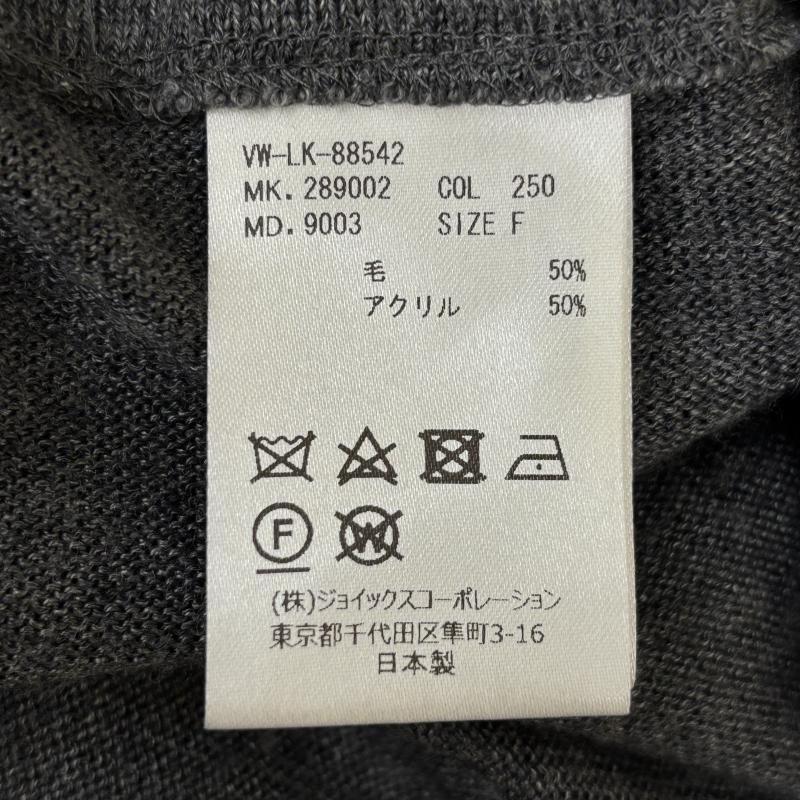 VW-LK-88542
MK. 289002 COL 250
MD. 9003 SIZE F
毛 50%
アクリル 50%
F W
(株)ジョイックスコーポレーション
東京都千代田区隼町3-16
日本製